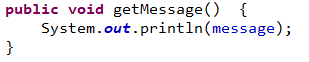 public void getMessage()  {
    System.out.println(message);
}